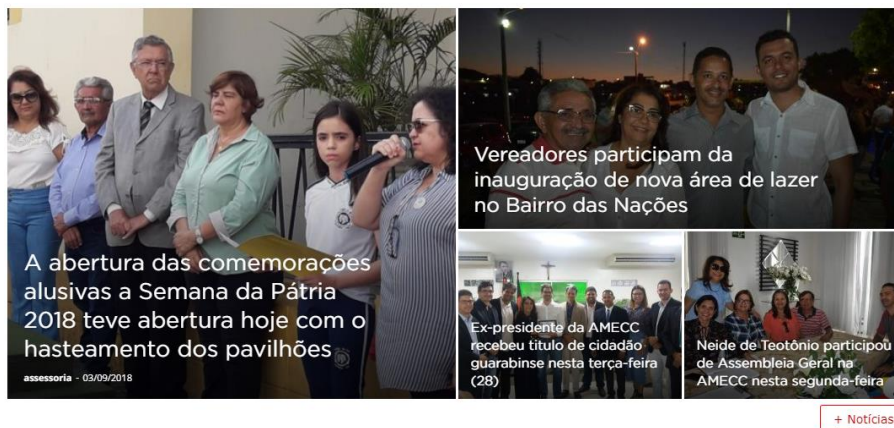 A abertura das comemorações
alusivas a Semana da Pátria
2018 teve abertura hoje com o
hasteamento dos pavilhões
assessoria - 03/09/2018
Vereadores participam da
inauguração de nova área de lazer
no Bairro das Nações
Ex-presidente da AMECC
recebeu titulo de cidadão
guarabinse nesta terça-feira
(28)
Neide de Teotônio participou
de Assembleia Geral na
AMECC nesta segunda-feira
+ Notícias